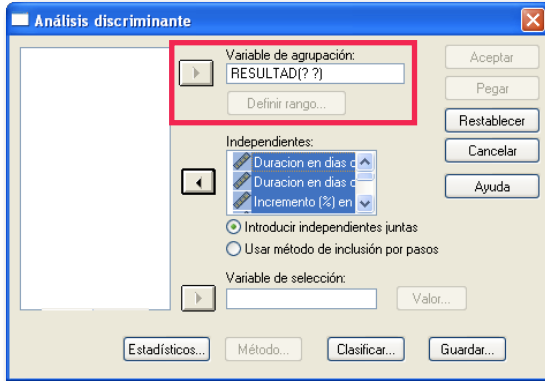 Análisis discriminante
Variable de agrupación:
RESULTAD(? ?)
Definir rango...
Aceptar
Pegar
Restablecer
Cancelar
Ayuda
Independientes:
Duracion en dias
Duracion en dias
Incremento (%) en
Introducir independientes juntas
Usar método de inclusión por pasos
Variable de selección:
Valor...
Estadísticos...
Método...
Clasificar...
Guardar...